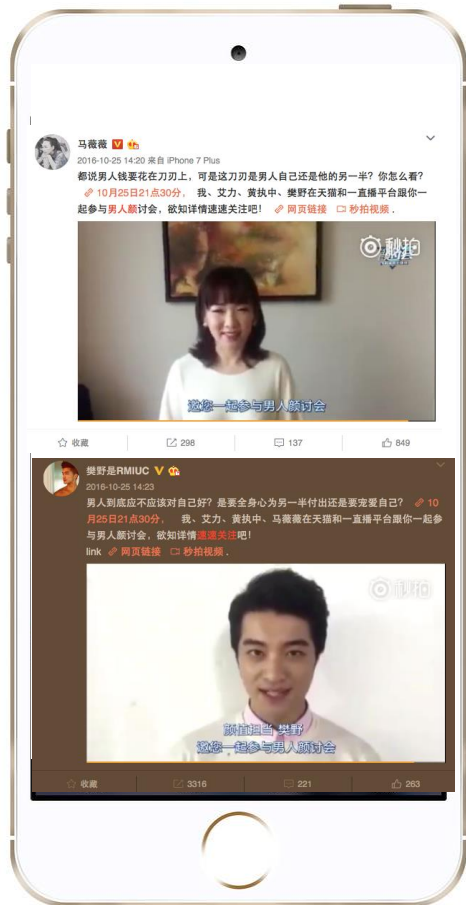 马薇薇
2016-10-25 14:20 来自 iPhone 7 Plus
都说男人钱要花在刀刃上，可是这刀刃是男人自己还是他的另一半？你怎么看？
10月25日21点30分， 我、艾力、黄执中、樊野在天猫和一直播平台跟你一
起参与男人颜讨会，欲知详情速速关注吧！ 网页链接 秒拍视频 .
秒拍
邀您一起参与男人颜讨会
收藏 298 137 849
樊野是RMIUC
2016-10-25 14:23
男人到底应不应该对自己好？是要全身心为另一半付出还是要宠爱自己？ 10
月25日21点30分， 我、艾力、黄执中、马薇薇在天猫和一直播平台跟你一起参
与男人颜讨会，欲知详情速速关注吧！
link 网页链接 秒拍视频 .
秒拍
颜值担当 樊野
邀您一起参与男人颜讨会
收藏 3316 221 263